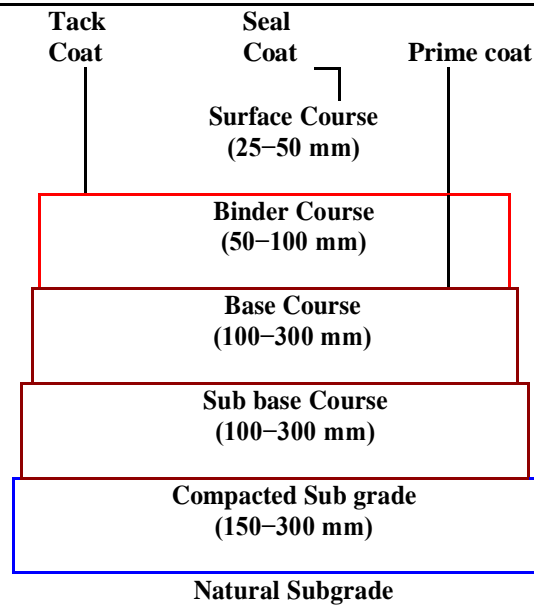 Tack
Coat
Seal
Coat
Prime coat
Surface Course
(25−50 mm)
Binder Course
(50−100 mm)
Base Course
(100−300 mm)
Sub base Course
(100−300 mm)
Compacted Sub grade
(150−300 mm)
Natural Subgrade